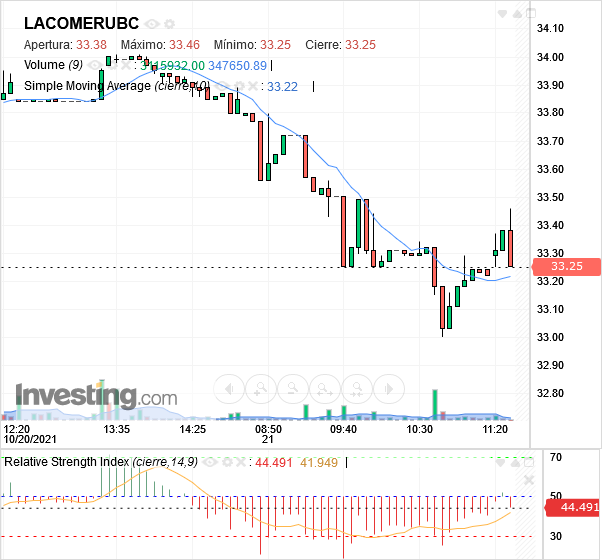 LACOMERUBC
Apertura: 33.38 Máximo: 33.46 Mínimo: 33.25 Cierre: 33.25
Volume (9) : 3115932.00 347650.89
Simple Moving Average (cierre,10) : 33.22
34.10
34.00
33.90
33.80
33.70
33.60
33.50
33.40
33.30
33.25
33.20
33.10
33.00
32.90
32.80
Investing.com
12:20 13:35 14:25 08:50 09:40 10:30 11:20
10/20/2021 21
Relative Strength Index (cierre,14,9) : 44.491 41.949
70
50
44.491
30